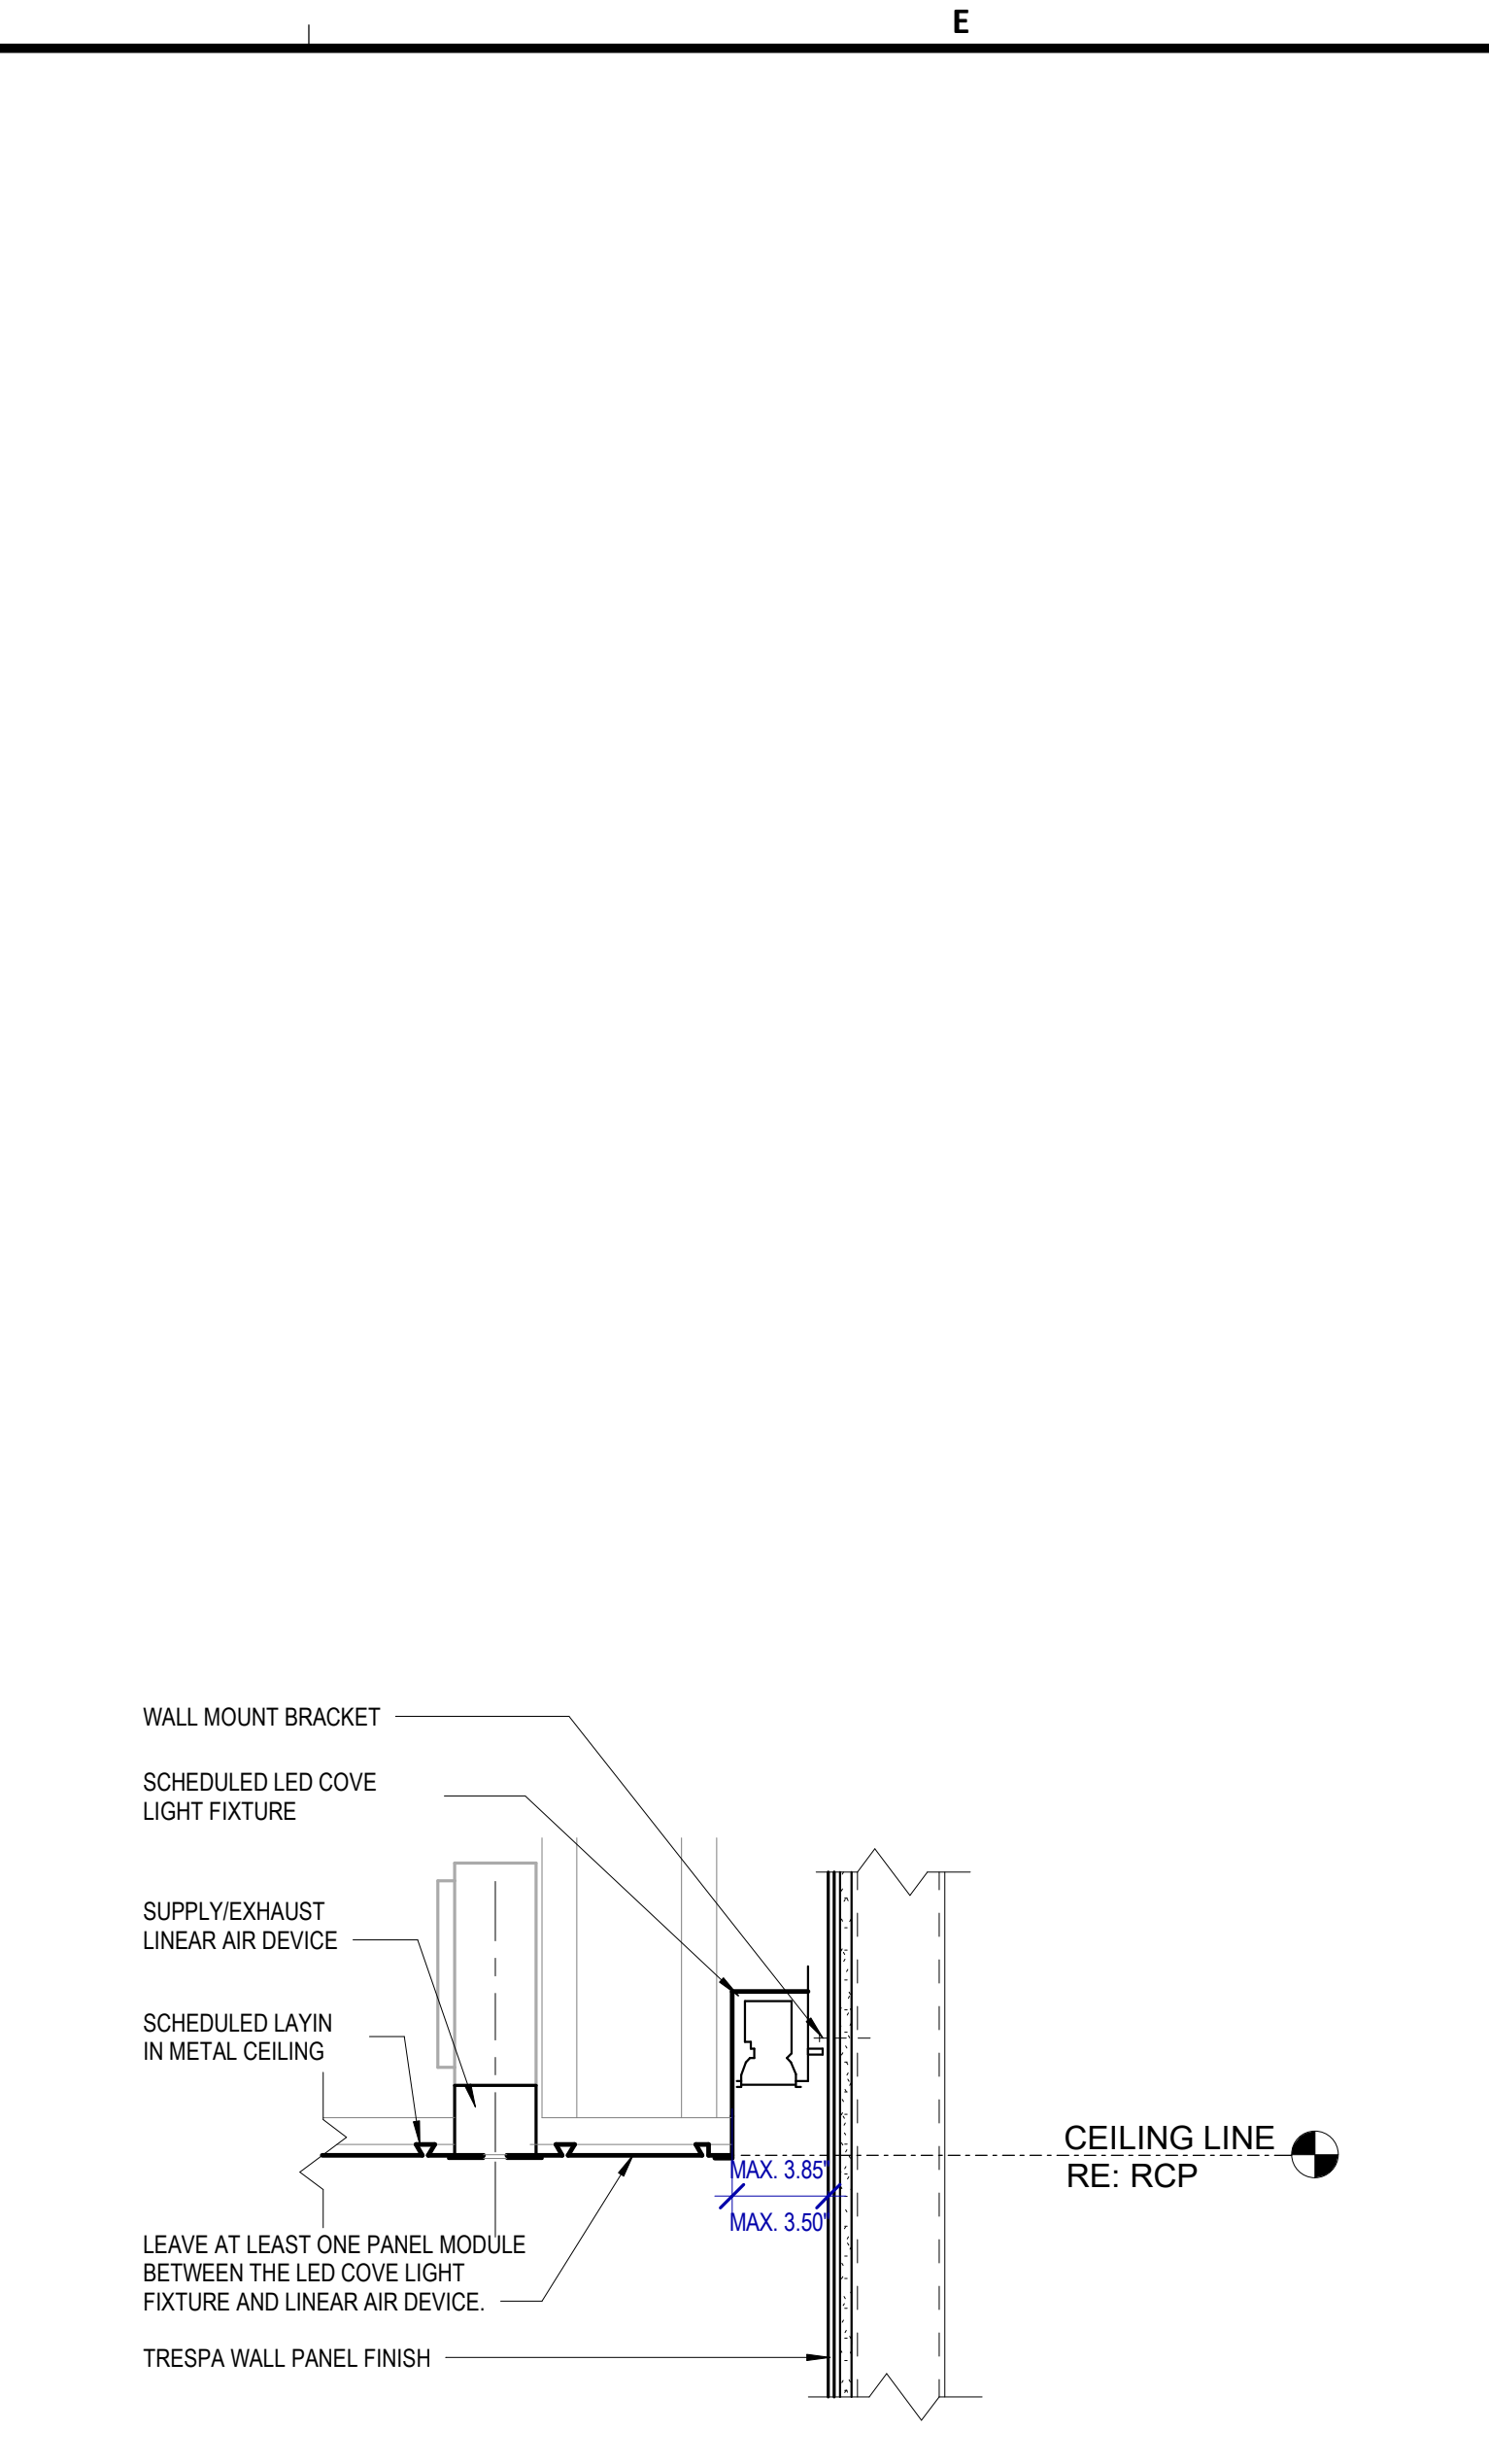 E
WALL MOUNT BRACKET
SCHEDULED LED COVE
LIGHT FIXTURE
SUPPLY/EXHAUST
LINEAR AIR DEVICE
SCHEDULED LAYIN
IN METAL CEILING
CEILING LINE
RE: RCP
MAX. 3.85"
MAX. 3.50"
LEAVE AT LEAST ONE PANEL MODULE
BETWEEN THE LED COVE LIGHT
FIXTURE AND LINEAR AIR DEVICE.
TRESPA WALL PANEL FINISH